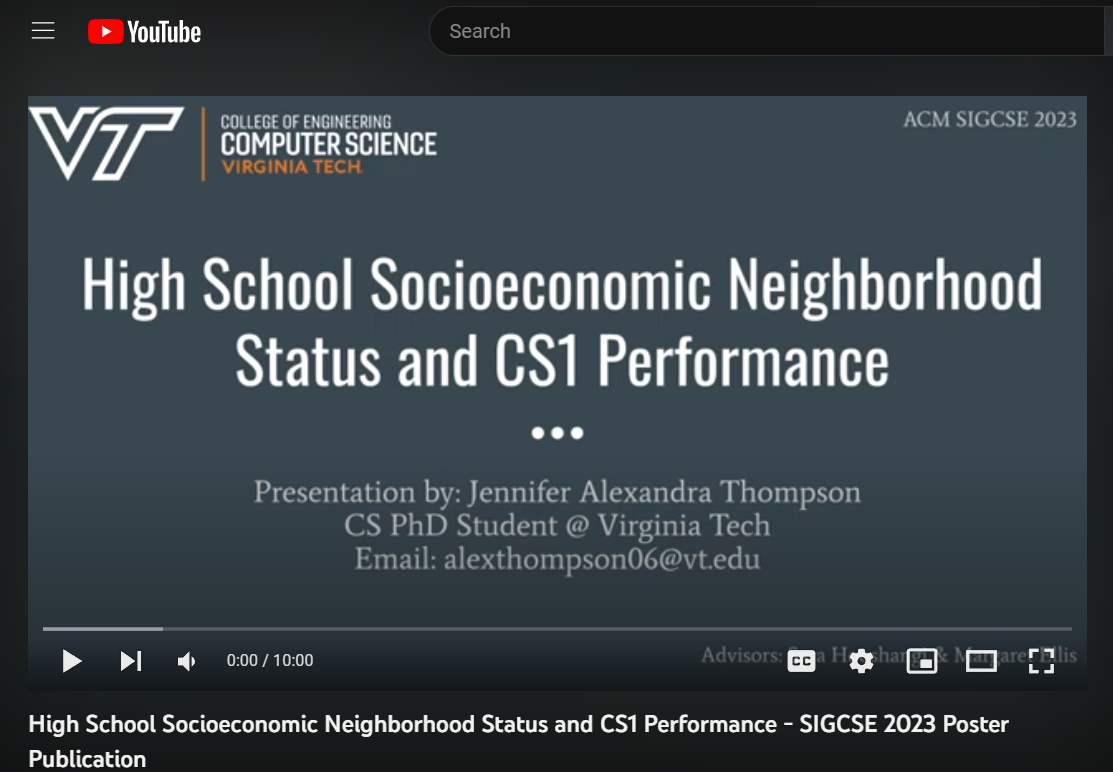 YouTube
Search
VT
COLLEGE OF ENGINEERING
COMPUTER SCIENCE
VIRGINIA TECH
ACM SIGCSE 2023
High School Socioeconomic Neighborhood
Status and CS1 Performance
Presentation by: Jennifer Alexandra Thompson
CS PhD Student @ Virginia Tech
Email: alexthompson06@vt.edu
0:00 / 10:00
CC
Advisors: & Margaret Ellis
High School Socioeconomic Neighborhood Status and CS1 Performance - SIGCSE 2023 Poster
Publication